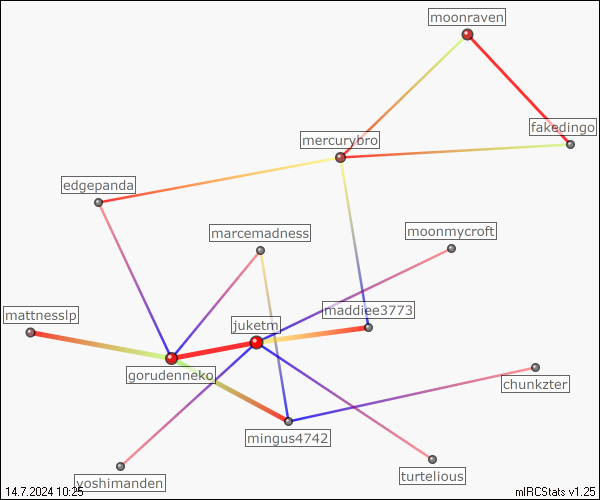 moonraven
fakedingo
mercurybro
edgepanda
marcemadness
moonmycroft
mattnesslp
maddiee3773
juketm
gorudenneko
chunkzter
mingus4742
yoshimanden
turtelious
14.7.2024 10:25
mIRCStats v1.25